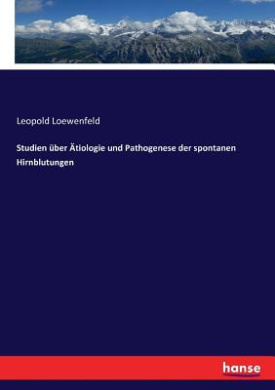 Leopold Loewenfeld
Studien über Ätiologie und Pathogenese der spontanen
Hirnblutungen
hanse